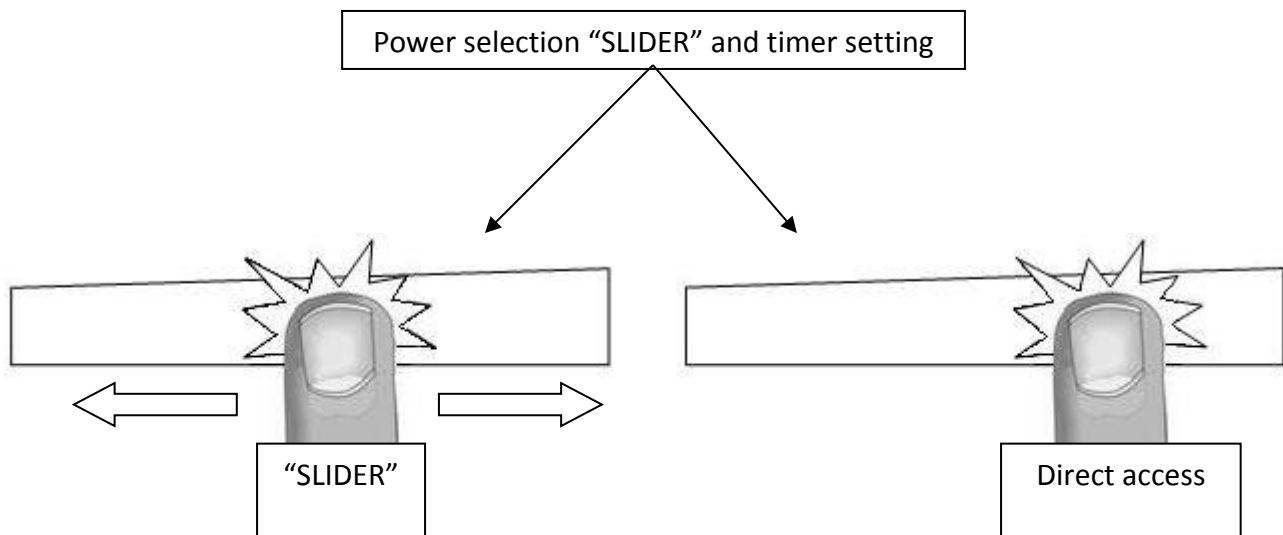 Power selection “SLIDER” and timer setting
“SLIDER”
Direct access